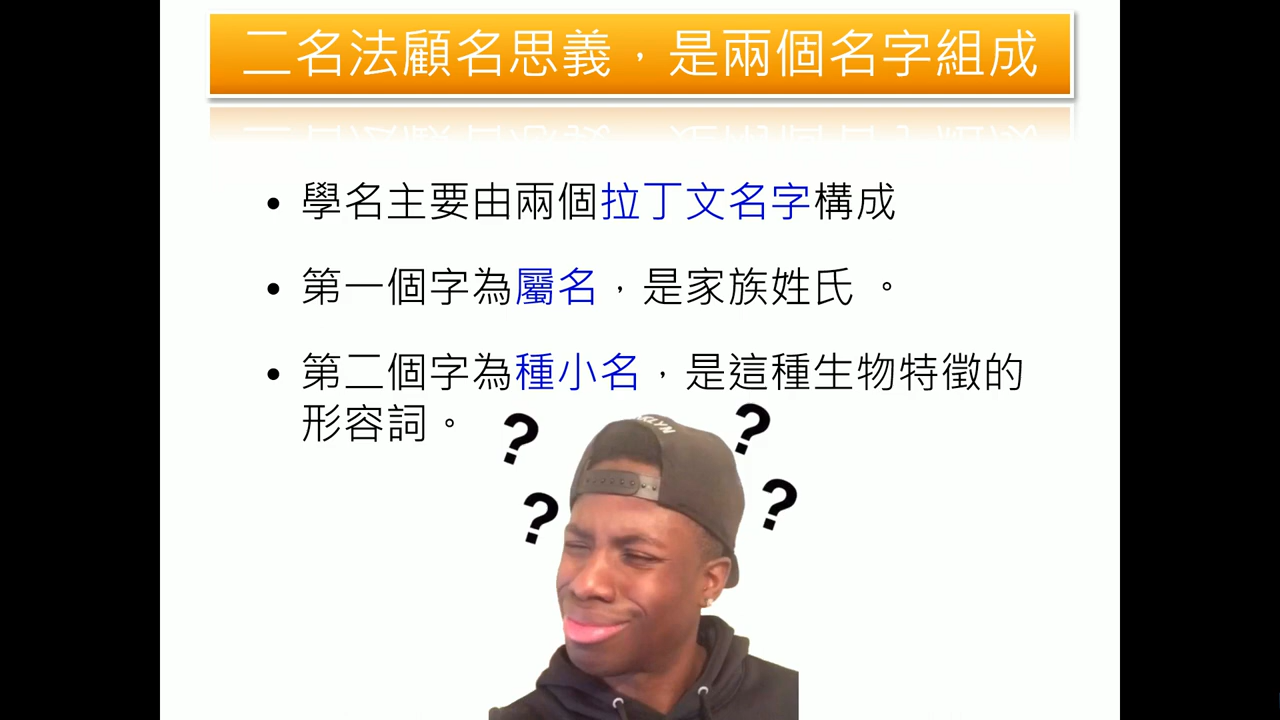 二名法顧名思義，是兩個名字組成
• 學名主要由兩個拉丁文名字構成
• 第一個字為屬名，是家族姓氏 。
• 第二個字為種小名，是這種生物特徵的
形容詞。
? ?
? ?
KLYN